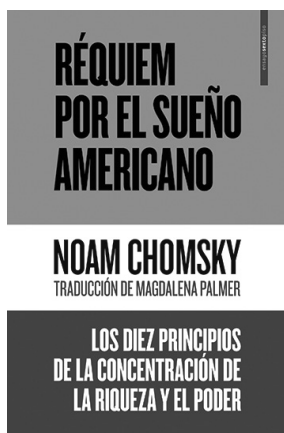 RÉQUIEM
POR EL SUEÑO
AMERICANO
NOAM CHOMSKY
TRADUCCIÓN DE MAGDALENA PALMER
LOS DIEZ PRINCIPIOS
DE LA CONCENTRACIÓN DE
LA RIQUEZA Y EL PODER